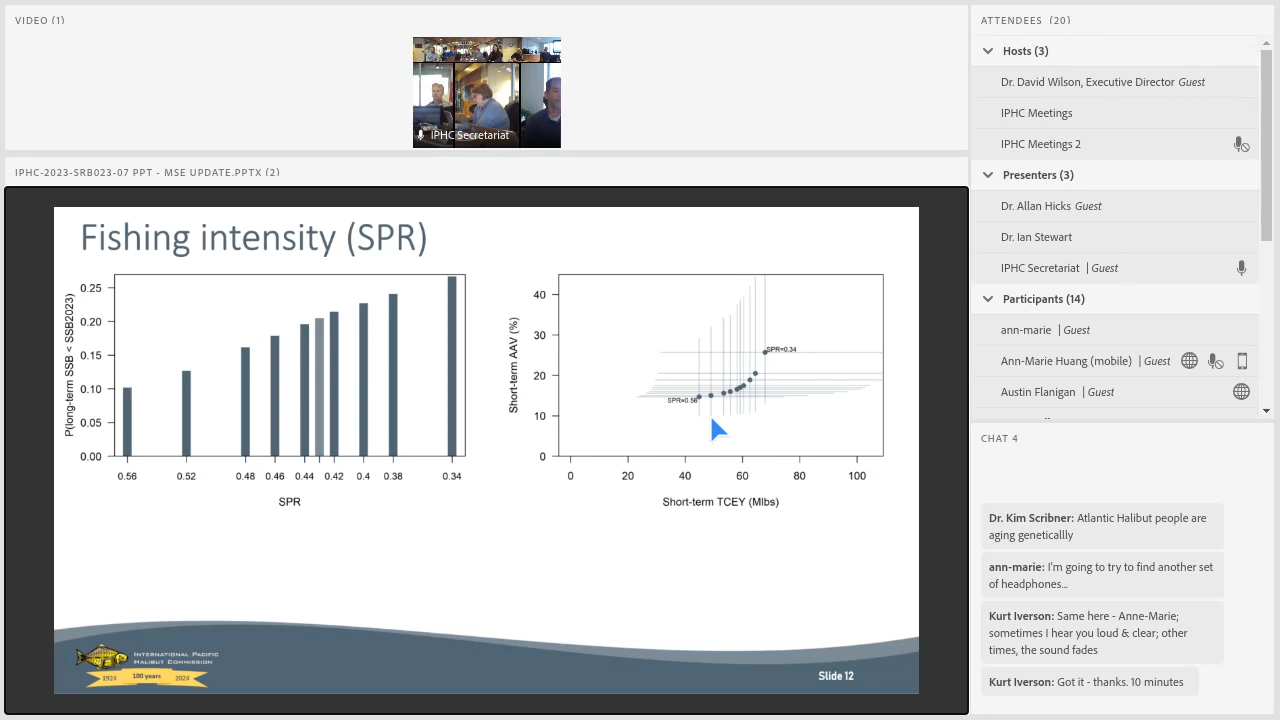 VIDEO (1)
IPHC Secretariat
IPHC-2023-SRB023-07 PPT - MSE UPDATE.PPTX (2)
Fishing intensity (SPR)
P(long-term SSB < SSB2023)
0.25
0.20
0.15
0.10
0.05
0.00
0.56 0.52 0.48 0.46 0.44 0.42 0.4 0.38 0.34
SPR
Short-term AAV (%)
40
30
20
10
0
SPR=0.34
SPR=0.56
0 20 40 60 80 100
Short-term TCEY (Mlbs)
INTERNATIONAL PACIFIC
HALIBUT COMMISSION
1924 100 years 2024
Slide 12
ATTENDEES (20)
Hosts (3)
Dr. David Wilson, Executive Director Guest
IPHC Meetings
IPHC Meetings 2
Presenters (3)
Dr. Allan Hicks Guest
Dr. Ian Stewart
IPHC Secretariat | Guest
Participants (14)
ann-marie | Guest
Ann-Marie Huang (mobile) | Guest
Austin Flanigan | Guest
CHAT 4
Dr. Kim Scribner: Atlantic Halibut people are
aging geneticallly
ann-marie: I'm going to try to find another set
of headphones...
Kurt Iverson: Same here - Anne-Marie;
sometimes I hear you loud & clear; other
times, the sound fades
Kurt Iverson: Got it - thanks. 10 minutes